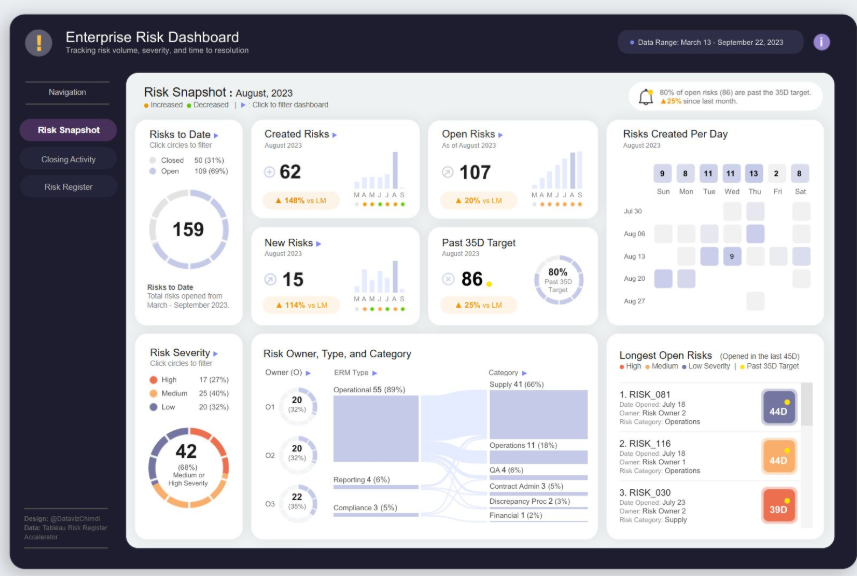 Enterprise Risk Dashboard
Tracking risk volume, severity, and time to resolution
Data Range: March 13 - September 22, 2023
i
Navigation
Risk Snapshot
Closing Activity
Risk Register
Design: @DatavizChimdi
Data: Tableau Risk Register
Accelerator
Risk Snapshot : August, 2023
Increased Decreased | : Click to filter dashboard
80% of open risks (86) are past the 35D target.
▲25% since last month.
Risks to Date
Click circles to filter
Closed 50 (31%)
Open 109 (69%)
159
Risks to Date
Total risks opened from
March - September 2023.
Created Risks
August 2023
62
▲ 148% vs LM
M A M J J A S
Open Risks
As of August 2023
107
▲ 20% vs LM
M A M J J A S
New Risks
August 2023
15
▲ 114% vs LM
M A M J J A S
Past 35D Target
August 2023
86
▲ 25% vs LM
80%
Past 35D
Target
Risks Created Per Day
August 2023
9 8 11 11 13 2 8
Sun Mon Tue Wed Thu Fri Sat
Jul 30
Aug 06
Aug 13
9
Aug 20
Aug 27
Risk Severity
Click circles to filter
High 17 (27%)
Medium 25 (40%)
Low 20 (32%)
42
(68%)
Medium or
High Severity
Risk Owner, Type, and Category
Owner (O) ERM Type Category
O1
20
(32%)
O2
20
(32%)
O3
22
(35%)
Operational 55 (89%)
Reporting 4 (6%)
Compliance 3 (5%)
Supply 41 (66%)
Operations 11 (18%)
QA 4 (6%)
Contract Admin 3 (5%)
Discrepancy Proc 2 (3%)
Financial 1 (2%)
Longest Open Risks (Opened in the last 45D)
High Medium Low Severity | Past 35D Target
1. RISK_081
Date Opened: July 18
Owner: Risk Owner 2
Risk Category: Operations
44D
2. RISK_116
Date Opened: July 18
Owner: Risk Owner 1
Risk Category: Operations
44D
3. RISK_030
Date Opened: July 23
Owner: Risk Owner 2
Risk Category: Supply
39D